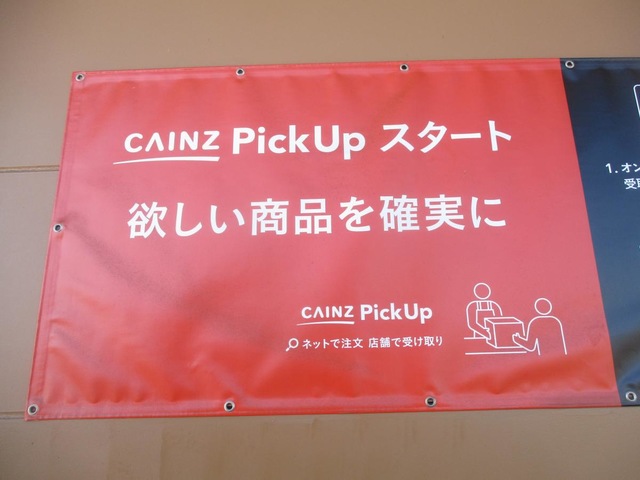 CAINZ PickUp スタート
欲しい商品を確実に
CAINZ PickUp
ネットで注文 店舗で受け取り
1. オン
受取